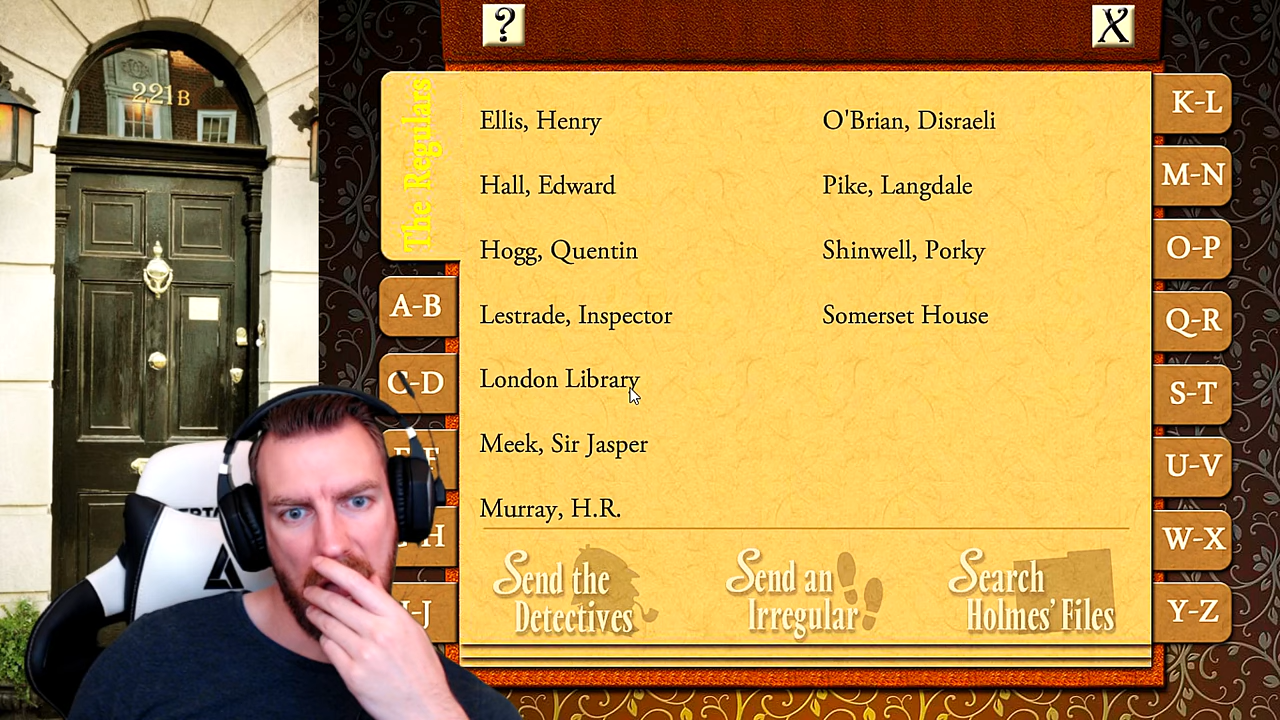 221B
?
X
The Regulars
A-B
C-D
J-J
Ellis, Henry
Hall, Edward
Hogg, Quentin
Lestrade, Inspector
London Library
Meek, Sir Jasper
Murray, H.R.
O'Brian, Disraeli
Pike, Langdale
Shinwell, Porky
Somerset House
Send the
Detectives
Send an
Irregular
Search
Holmes' Files
K-L
M-N
O-P
Q-R
S-T
U-V
W-X
Y-Z